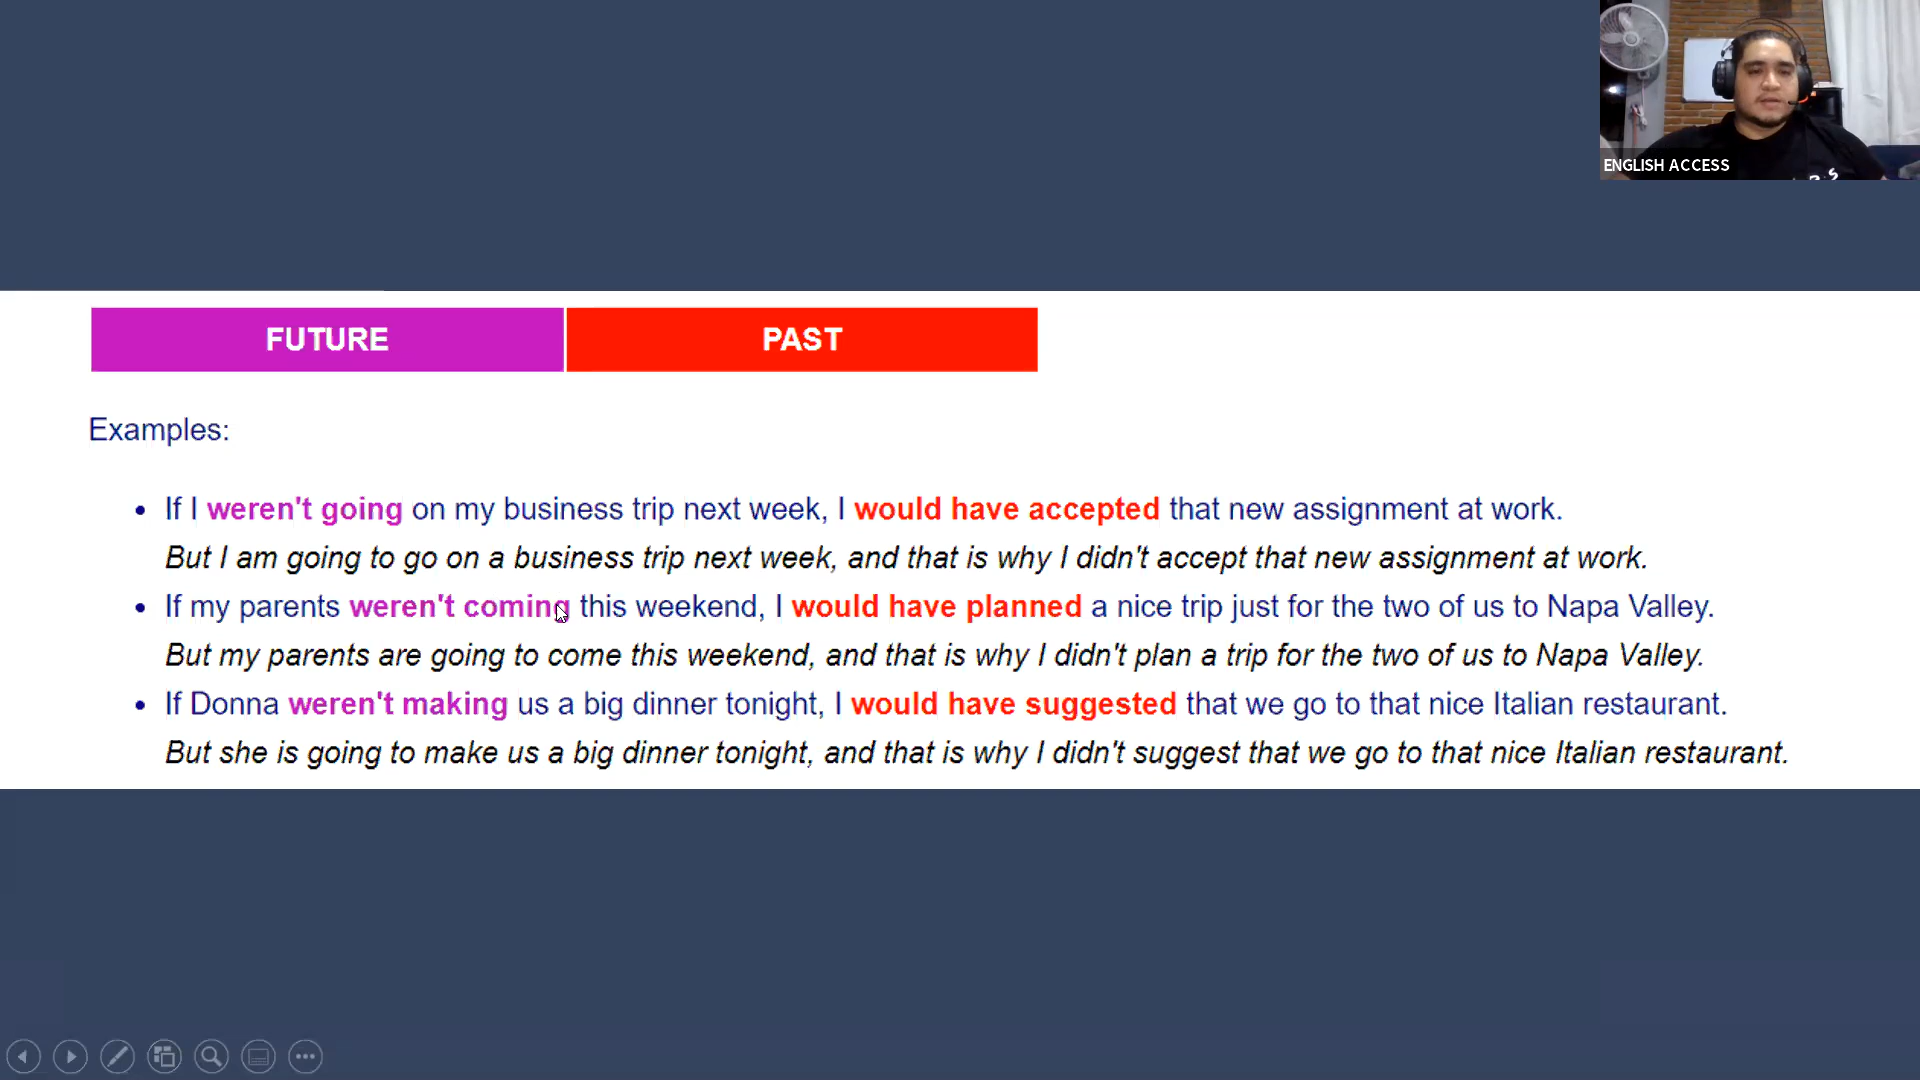 ENGLISH ACCESS
FUTURE PAST
Examples:
• If I weren't going on my business trip next week, I would have accepted that new assignment at work.
But I am going to go on a business trip next week, and that is why I didn't accept that new assignment at work.
• If my parents weren't coming this weekend, I would have planned a nice trip just for the two of us to Napa Valley.
But my parents are going to come this weekend, and that is why I didn't plan a trip for the two of us to Napa Valley.
• If Donna weren't making us a big dinner tonight, I would have suggested that we go to that nice Italian restaurant.
But she is going to make us a big dinner tonight, and that is why I didn't suggest that we go to that nice Italian restaurant.